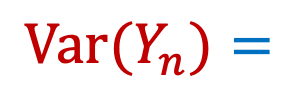 Var(Yₙ) =